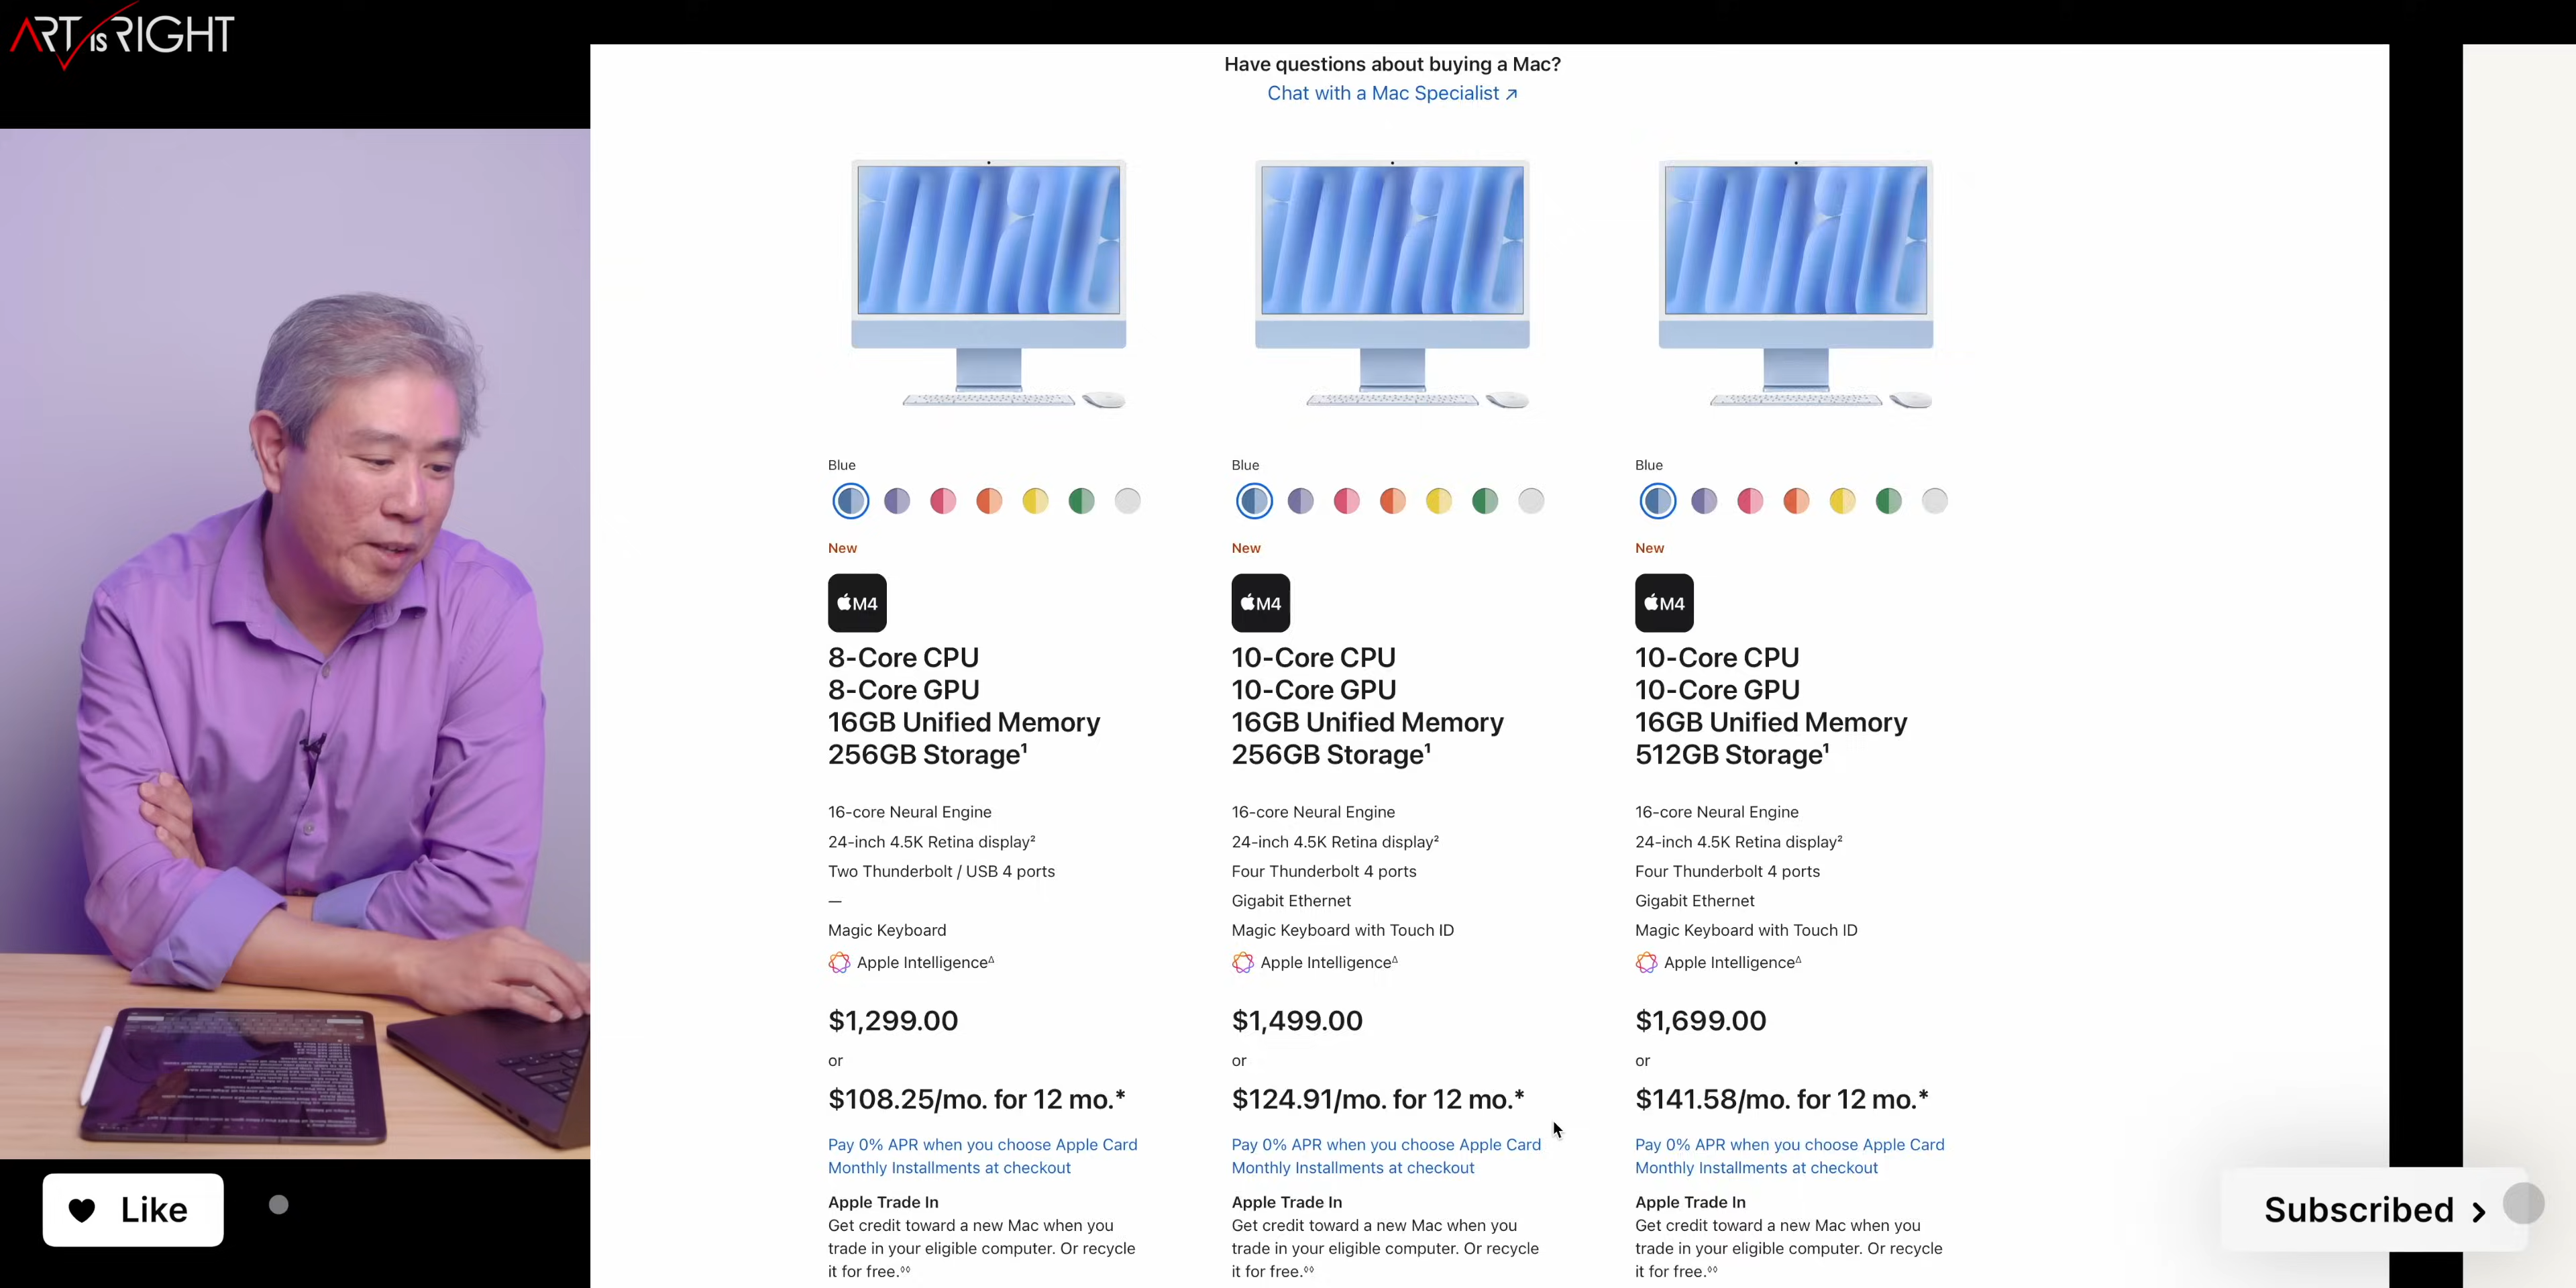 ART IS RIGHT
Have questions about buying a Mac?
Chat with a Mac Specialist ↗
Blue
Blue
Blue
New
New
New
M4
M4
M4
8-Core CPU
8-Core GPU
16GB Unified Memory
256GB Storage¹
10-Core CPU
10-Core GPU
16GB Unified Memory
256GB Storage¹
10-Core CPU
10-Core GPU
16GB Unified Memory
512GB Storage¹
16-core Neural Engine
24-inch 4.5K Retina display²
Two Thunderbolt / USB 4 ports
—
Magic Keyboard
Apple Intelligence∆
16-core Neural Engine
24-inch 4.5K Retina display²
Four Thunderbolt 4 ports
Gigabit Ethernet
Magic Keyboard with Touch ID
Apple Intelligence∆
16-core Neural Engine
24-inch 4.5K Retina display²
Four Thunderbolt 4 ports
Gigabit Ethernet
Magic Keyboard with Touch ID
Apple Intelligence∆
$1,299.00
or
$108.25/mo. for 12 mo.*
Pay 0% APR when you choose Apple Card
Monthly Installments at checkout
Apple Trade In
Get credit toward a new Mac when you
trade in your eligible computer. Or recycle
it for free.◊◊
$1,499.00
or
$124.91/mo. for 12 mo.*
Pay 0% APR when you choose Apple Card
Monthly Installments at checkout
Apple Trade In
Get credit toward a new Mac when you
trade in your eligible computer. Or recycle
it for free.◊◊
$1,699.00
or
$141.58/mo. for 12 mo.*
Pay 0% APR when you choose Apple Card
Monthly Installments at checkout
Apple Trade In
Get credit toward a new Mac when you
trade in your eligible computer. Or recycle
it for free.◊◊
Like
Subscribed >